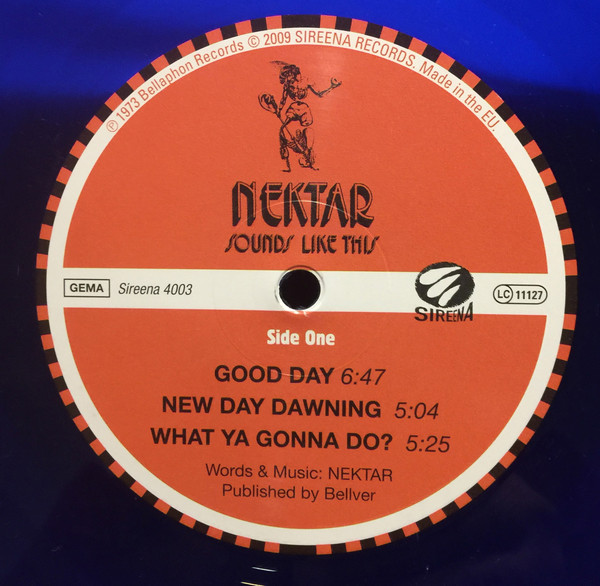 ℗ 1973 Bellaphon Records © 2009 SIREENA RECORDS. Made in the EU.
NEKTAR
SOUNDS LIKE THIS
GEMA Sireena 4003 SIREENA LC 11127
Side One
GOOD DAY 6:47
NEW DAY DAWNING 5:04
WHAT YA GONNA DO? 5:25
Words & Music: NEKTAR
Published by Bellver